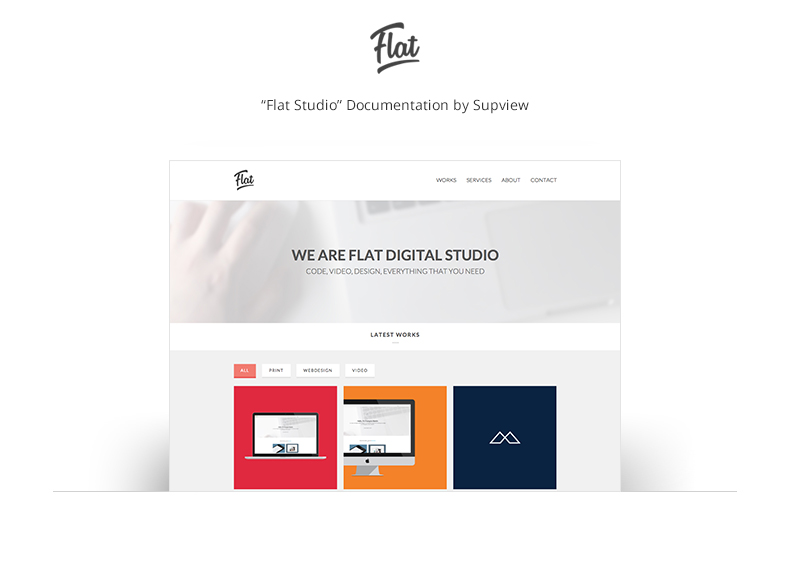 Flat
“Flat Studio” Documentation by Supview
Flat
WORKS SERVICES ABOUT CONTACT
WE ARE FLAT DIGITAL STUDIO
CODE, VIDEO, DESIGN, EVERYTHING THAT YOU NEED
LATEST WORKS
ALL PRINT WEBDESIGN VIDEO